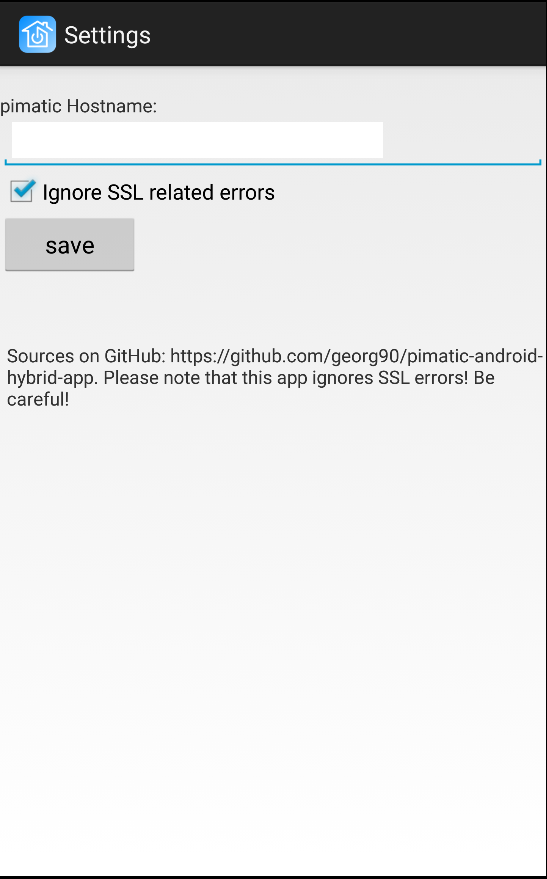 Settings
pimatic Hostname:
Ignore SSL related errors
save
Sources on GitHub: https://github.com/georg90/pimatic-android-
hybrid-app. Please note that this app ignores SSL errors! Be
careful!